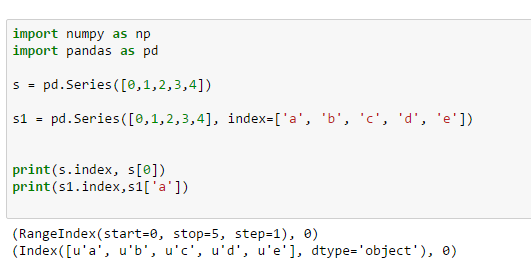 import numpy as np
import pandas as pd
s = pd.Series([0,1,2,3,4])
s1 = pd.Series([0,1,2,3,4], index=['a', 'b', 'c', 'd', 'e'])
print(s.index, s[0])
print(s1.index,s1['a'])
(RangeIndex(start=0, stop=5, step=1), 0)
(Index([u'a', u'b', u'c', u'd', u'e'], dtype='object'), 0)